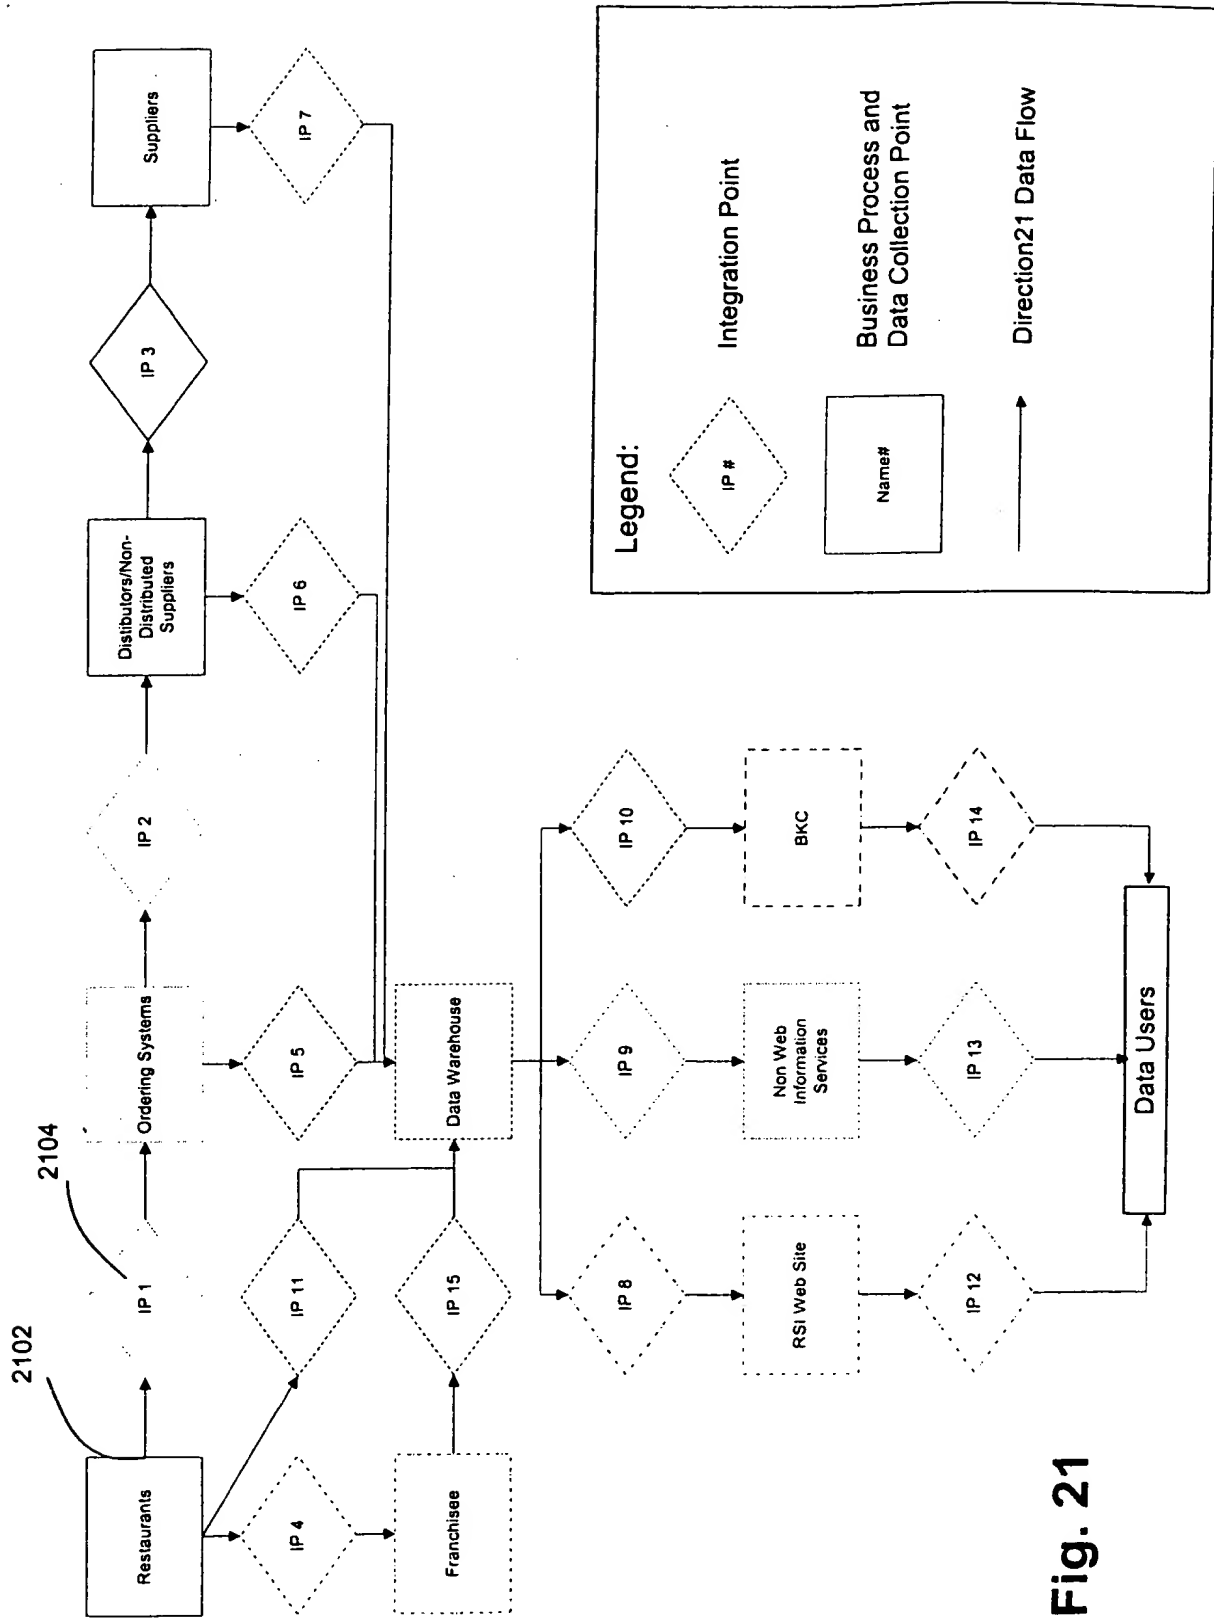 2102
2104
Restaurants
IP 1
Ordering Systems
IP 2
Distibutors/Non-
Distributed
Suppliers
IP 3
Suppliers
IP 4
IP 11
IP 5
IP 6
IP 7
Franchisee
IP 15
Data Warehouse
IP 8
IP 9
IP 10
RSI Web Site
Non Web
Information
Services
BKC
IP 12
IP 13
IP 14
Data Users
Legend:
IP #
Integration Point
Name#
Business Process and
Data Collection Point
Direction21 Data Flow
Fig. 21